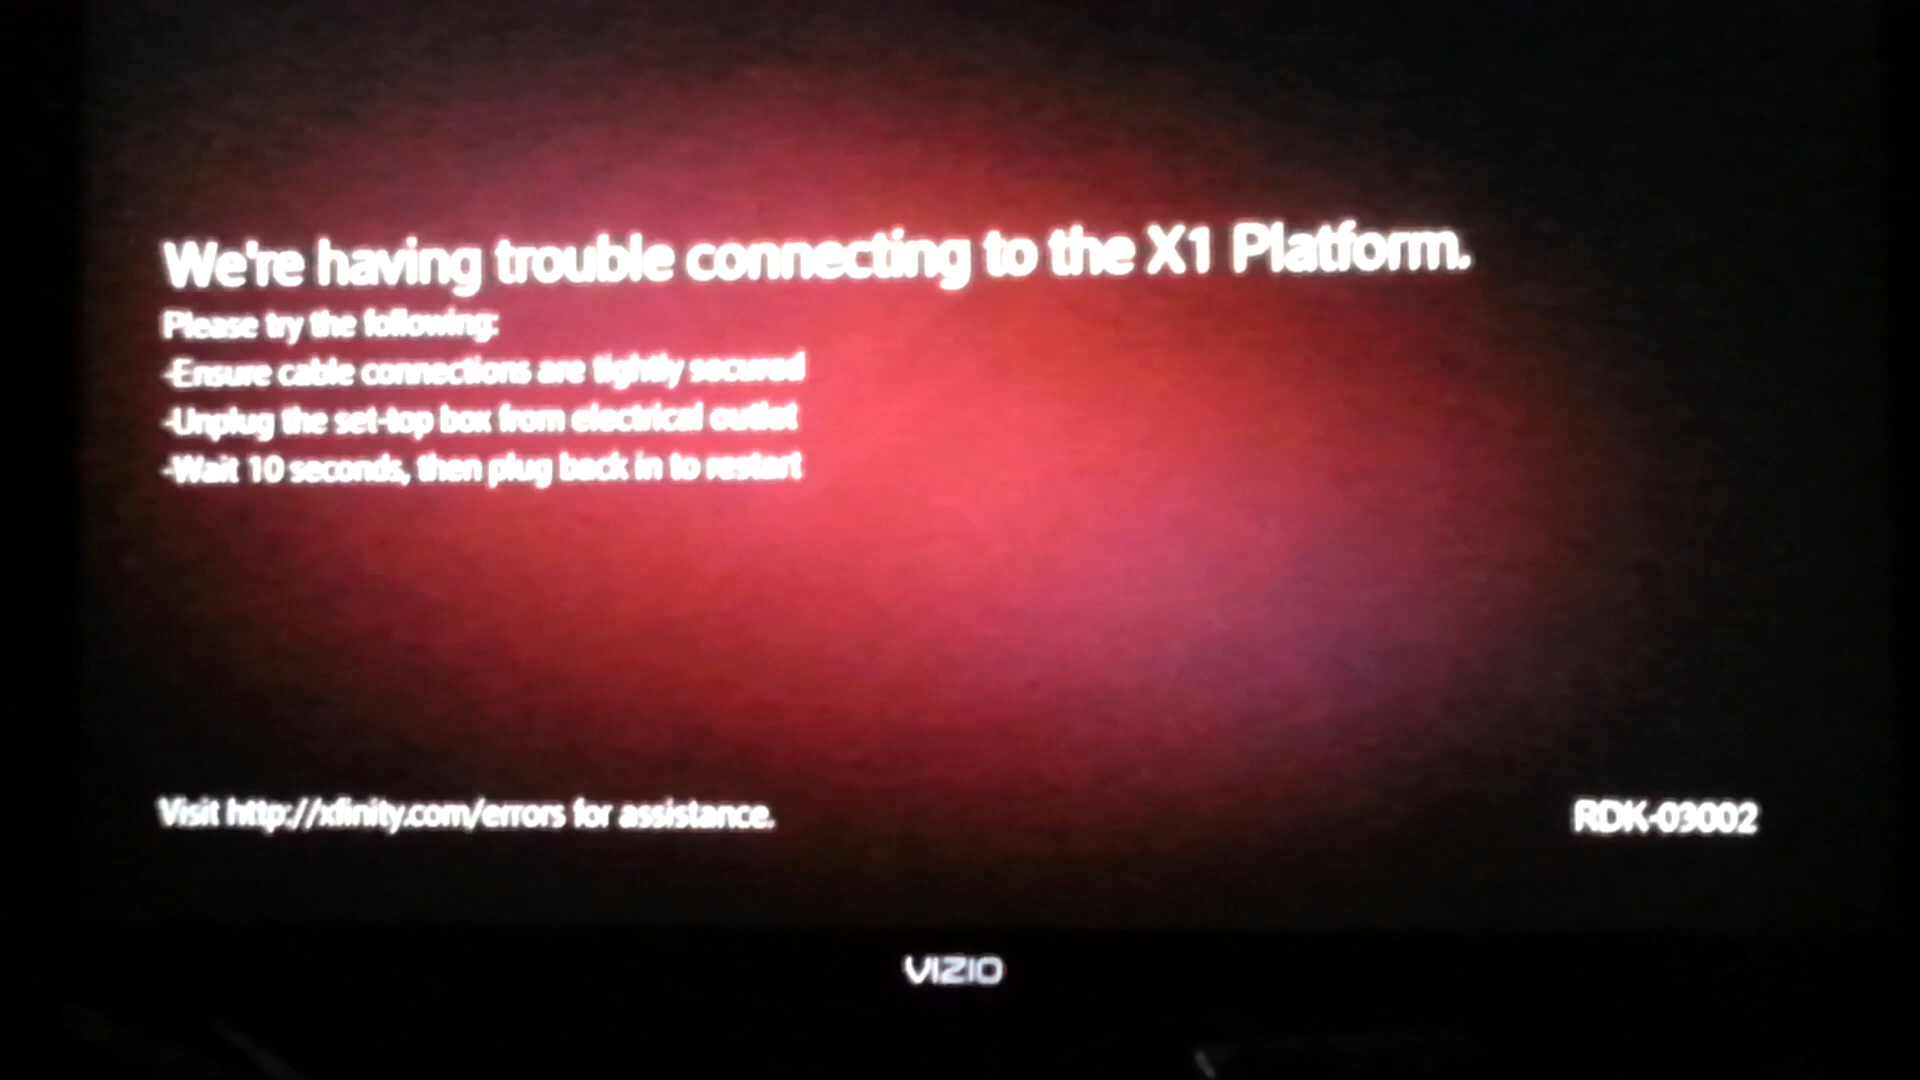 We're having trouble connecting to the X1 Platform.
Please try the following:
-Ensure cable connections are tightly secured
-Unplug the set-top box from electrical outlet
-Wait 10 seconds, then plug back in to restart
Visit http://xfinity.com/errors for assistance.
RDK-03002
VIZIO